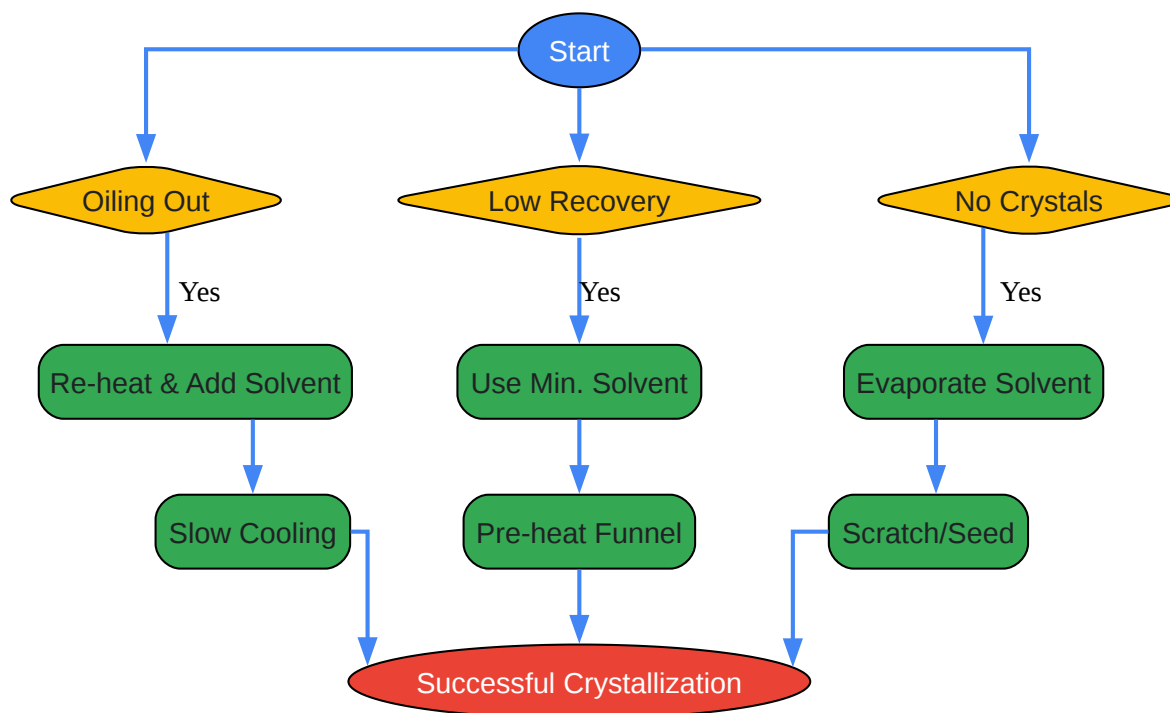 Start
Oiling Out
Low Recovery
No Crystals
Yes
Yes
Yes
Re-heat & Add Solvent
Use Min. Solvent
Evaporate Solvent
Slow Cooling
Pre-heat Funnel
Scratch/Seed
Successful Crystallization